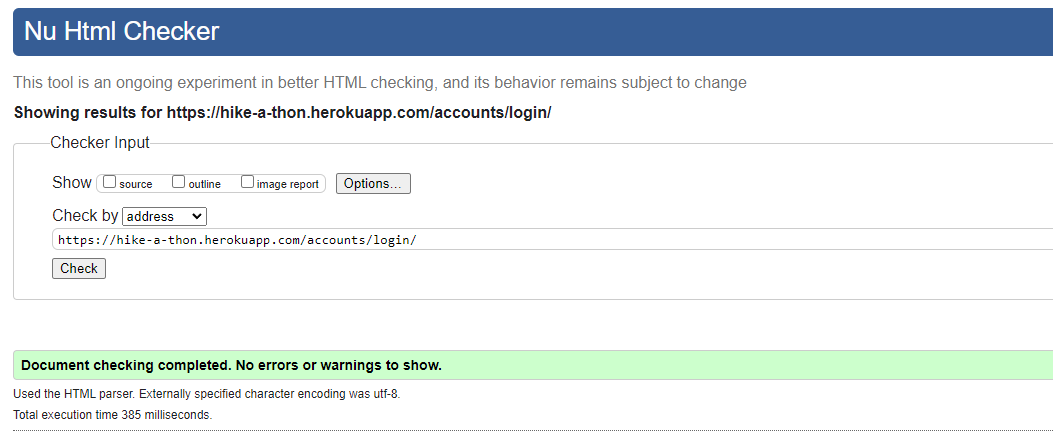 Nu Html Checker
This tool is an ongoing experiment in better HTML checking, and its behavior remains subject to change
Showing results for https://hike-a-thon.herokuapp.com/accounts/login/
Checker Input
Show source outline image report Options...
Check by address
https://hike-a-thon.herokuapp.com/accounts/login/
Check
Document checking completed. No errors or warnings to show.
Used the HTML parser. Externally specified character encoding was utf-8.
Total execution time 385 milliseconds.